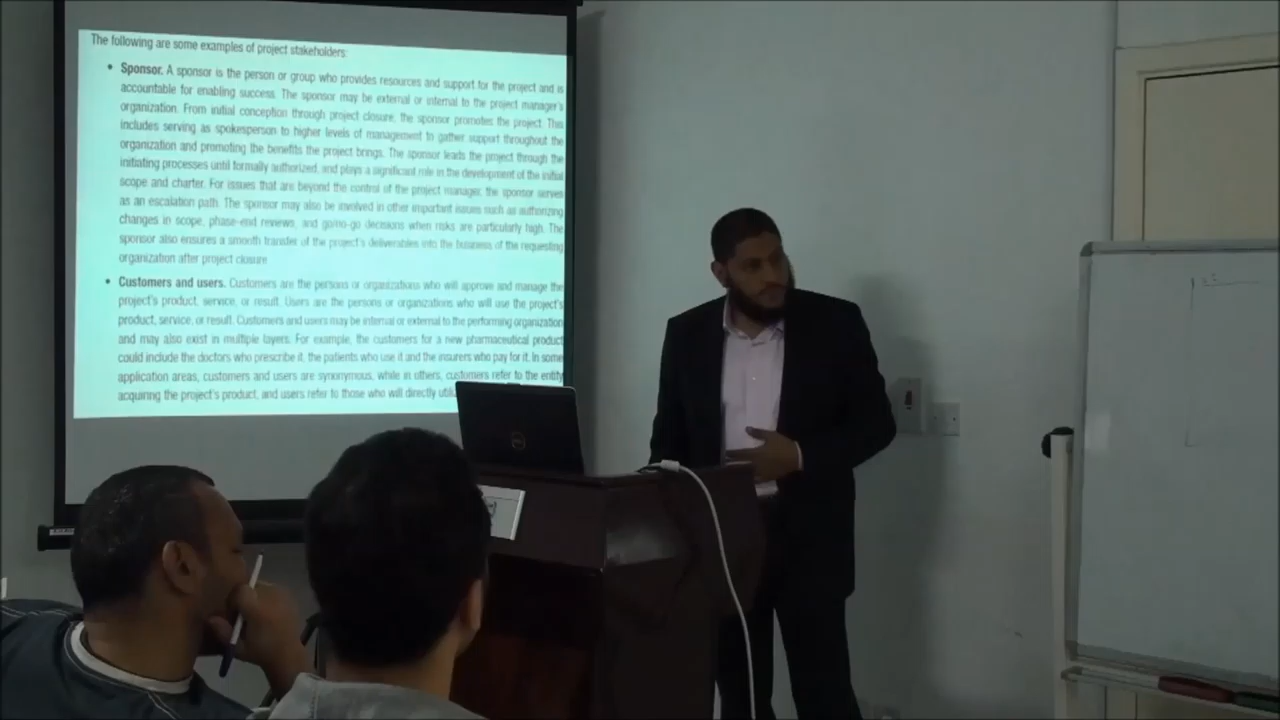 The following are some examples of project stakeholders:
• Sponsor. A sponsor is the person or group who provides resources and support for the project and is
accountable for enabling success. The sponsor may be external or internal to the project manager's
organization. From initial conception through project closure, the sponsor promotes the project. This
includes serving as spokesperson to higher levels of management to gather support throughout the
organization and promoting the benefits the project brings. The sponsor leads the project through the
initiating processes until formally authorized, and plays a significant role in the development of the initial
scope and charter. For issues that are beyond the control of the project manager, the sponsor serves
as an escalation path. The sponsor may also be involved in other important issues such as authorizing
changes in scope, phase-end reviews, and go/no-go decisions when risks are particularly high. The
sponsor also ensures a smooth transfer of the project's deliverables into the business of the requesting
organization after project closure
• Customers and users. Customers are the persons or organizations who will approve and manage the
project's product, service, or result. Users are the persons or organizations who will use the project's
product, service, or result. Customers and users may be internal or external to the performing organization
and may also exist in multiple layers. For example, the customers for a new pharmaceutical product
could include the doctors who prescribe it, the patients who use it and the insurers who pay for it. In some
application areas, customers and users are synonymous, while in others, customers refer to the entity
acquiring the project's product, and users refer to those who will directly